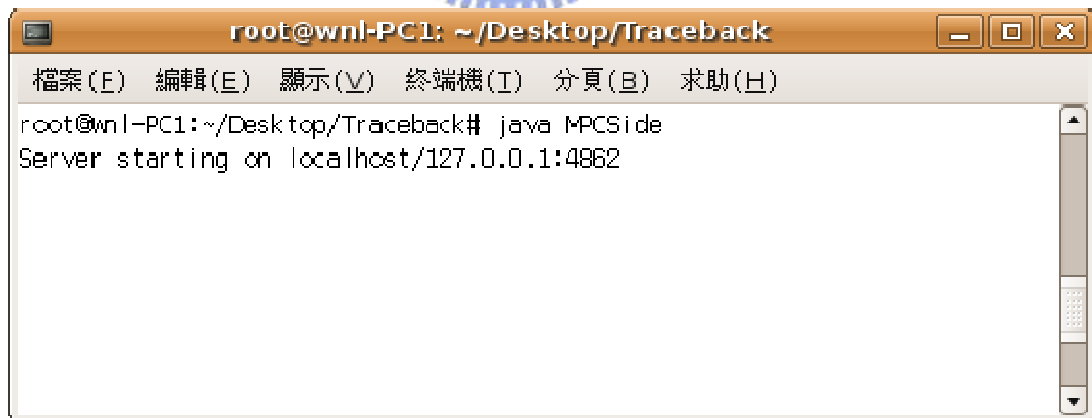 root@wnl-PC1: ~/Desktop/Traceback
檔案(F) 編輯(E) 顯示(V) 終端機(T) 分頁(B) 求助(H)
root@wnl-PC1:~/Desktop/Traceback# java MPCSide
Server starting on localhost/127.0.0.1:4862